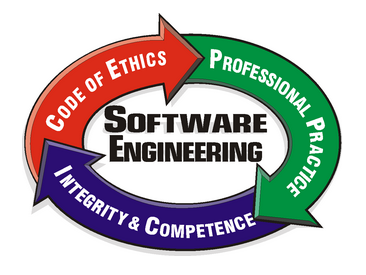 CODE OF ETHICS
PROFESSIONAL PRACTICE
SOFTWARE
ENGINEERING
INTEGRITY & COMPETENCE